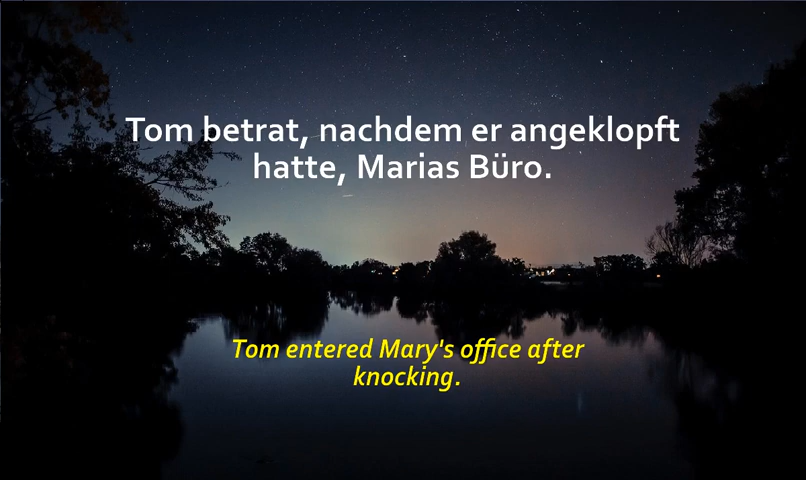 Tom betrat, nachdem er angeklopft
hatte, Marias Büro.
Tom entered Mary's office after
knocking.